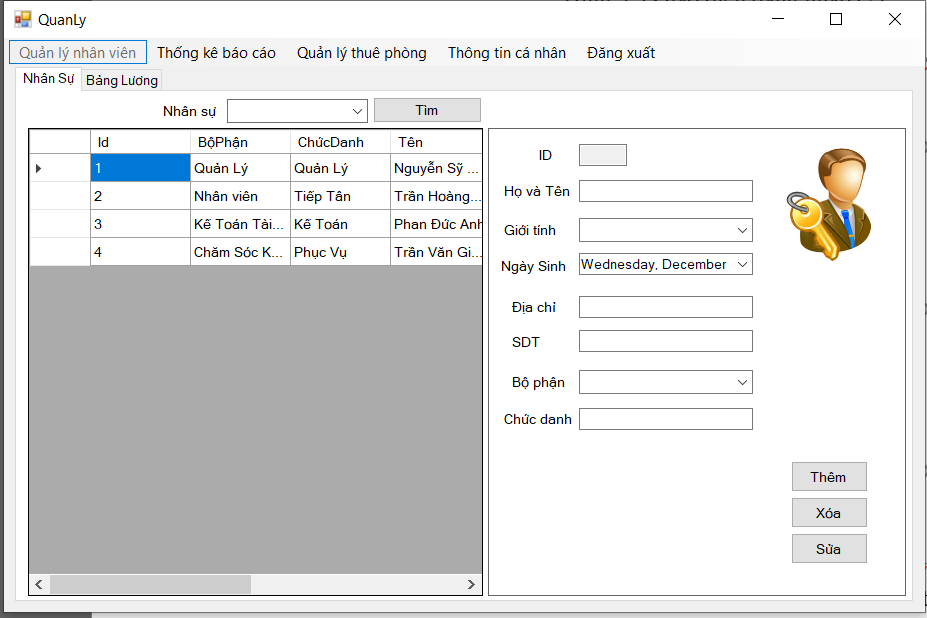 QuanLy
Quản lý nhân viên Thống kê báo cáo Quản lý thuê phòng Thông tin cá nhân Đăng xuất
Nhân Sự Bảng Lương
Nhân sự Tìm
Id BộPhận ChứcDanh Tên
1 Quản Lý Quản Lý Nguyễn Sỹ ...
2 Nhân viên Tiếp Tân Trần Hoàng...
3 Kế Toán Tài... Kế Toán Phan Đức Anh
4 Chăm Sóc K... Phục Vụ Trần Văn Gi...
ID
Họ và Tên
Giới tính
Ngày Sinh Wednesday, December
Địa chỉ
SDT
Bộ phận
Chức danh
Thêm
Xóa
Sửa